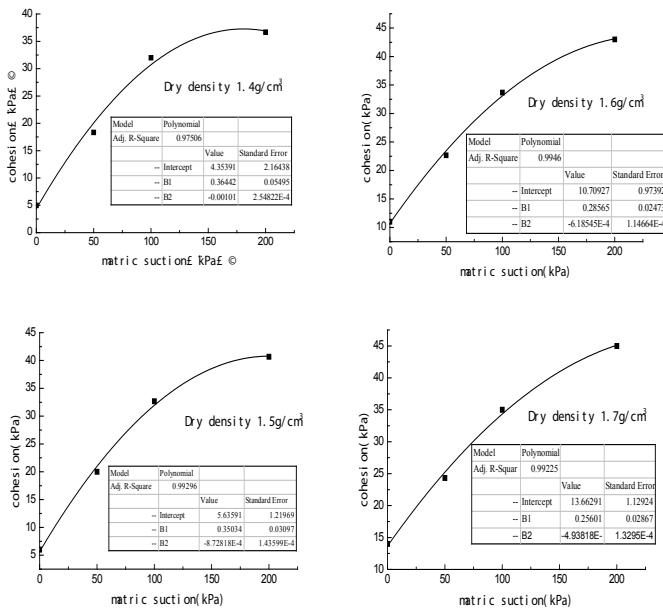 40
35
30
25
20
15
10
5
0
0 50 100 150 200
cohesion£¨kPa£©
matric suction£¨kPa£©
Dry density 1.4g/cm³
Model Polynomial
Adj. R-Square 0.97506
Value Standard Error
-- Intercept 4.35391 2.16438
-- B1 0.36442 0.05495
-- B2 -0.00101 2.54822E-4
45
40
35
30
25
20
15
10
0 50 100 150 200
cohesion(kPa)
matric suction(kPa)
Dry density 1.6g/cm³
Model Polynomial
Adj. R-Square 0.9946
Value Standard Error
-- Intercept 10.70927 0.97392
-- B1 0.28565 0.02473
-- B2 -6.18545E-4 1.14664E-4
45
40
35
30
25
20
15
10
5
0 50 100 150 200
cohesion(kPa)
matric suction(kPa)
Dry density 1.5g/cm³
Model Polynomial
Adj. R-Square 0.99296
Value Standard Error
-- Intercept 5.63591 1.21969
-- B1 0.35034 0.03097
-- B2 -8.72818E-4 1.43599E-4
45
40
35
30
25
20
15
10
0 50 100 150 200
cohesion(kPa)
matric suction(kPa)
Dry density 1.7g/cm³
Model Polynomial
Adj. R-Squar 0.99225
Value Standard Error
-- Intercept 13.66291 1.12924
-- B1 0.25601 0.02867
-- B2 -4.93818E-4 1.3295E-4